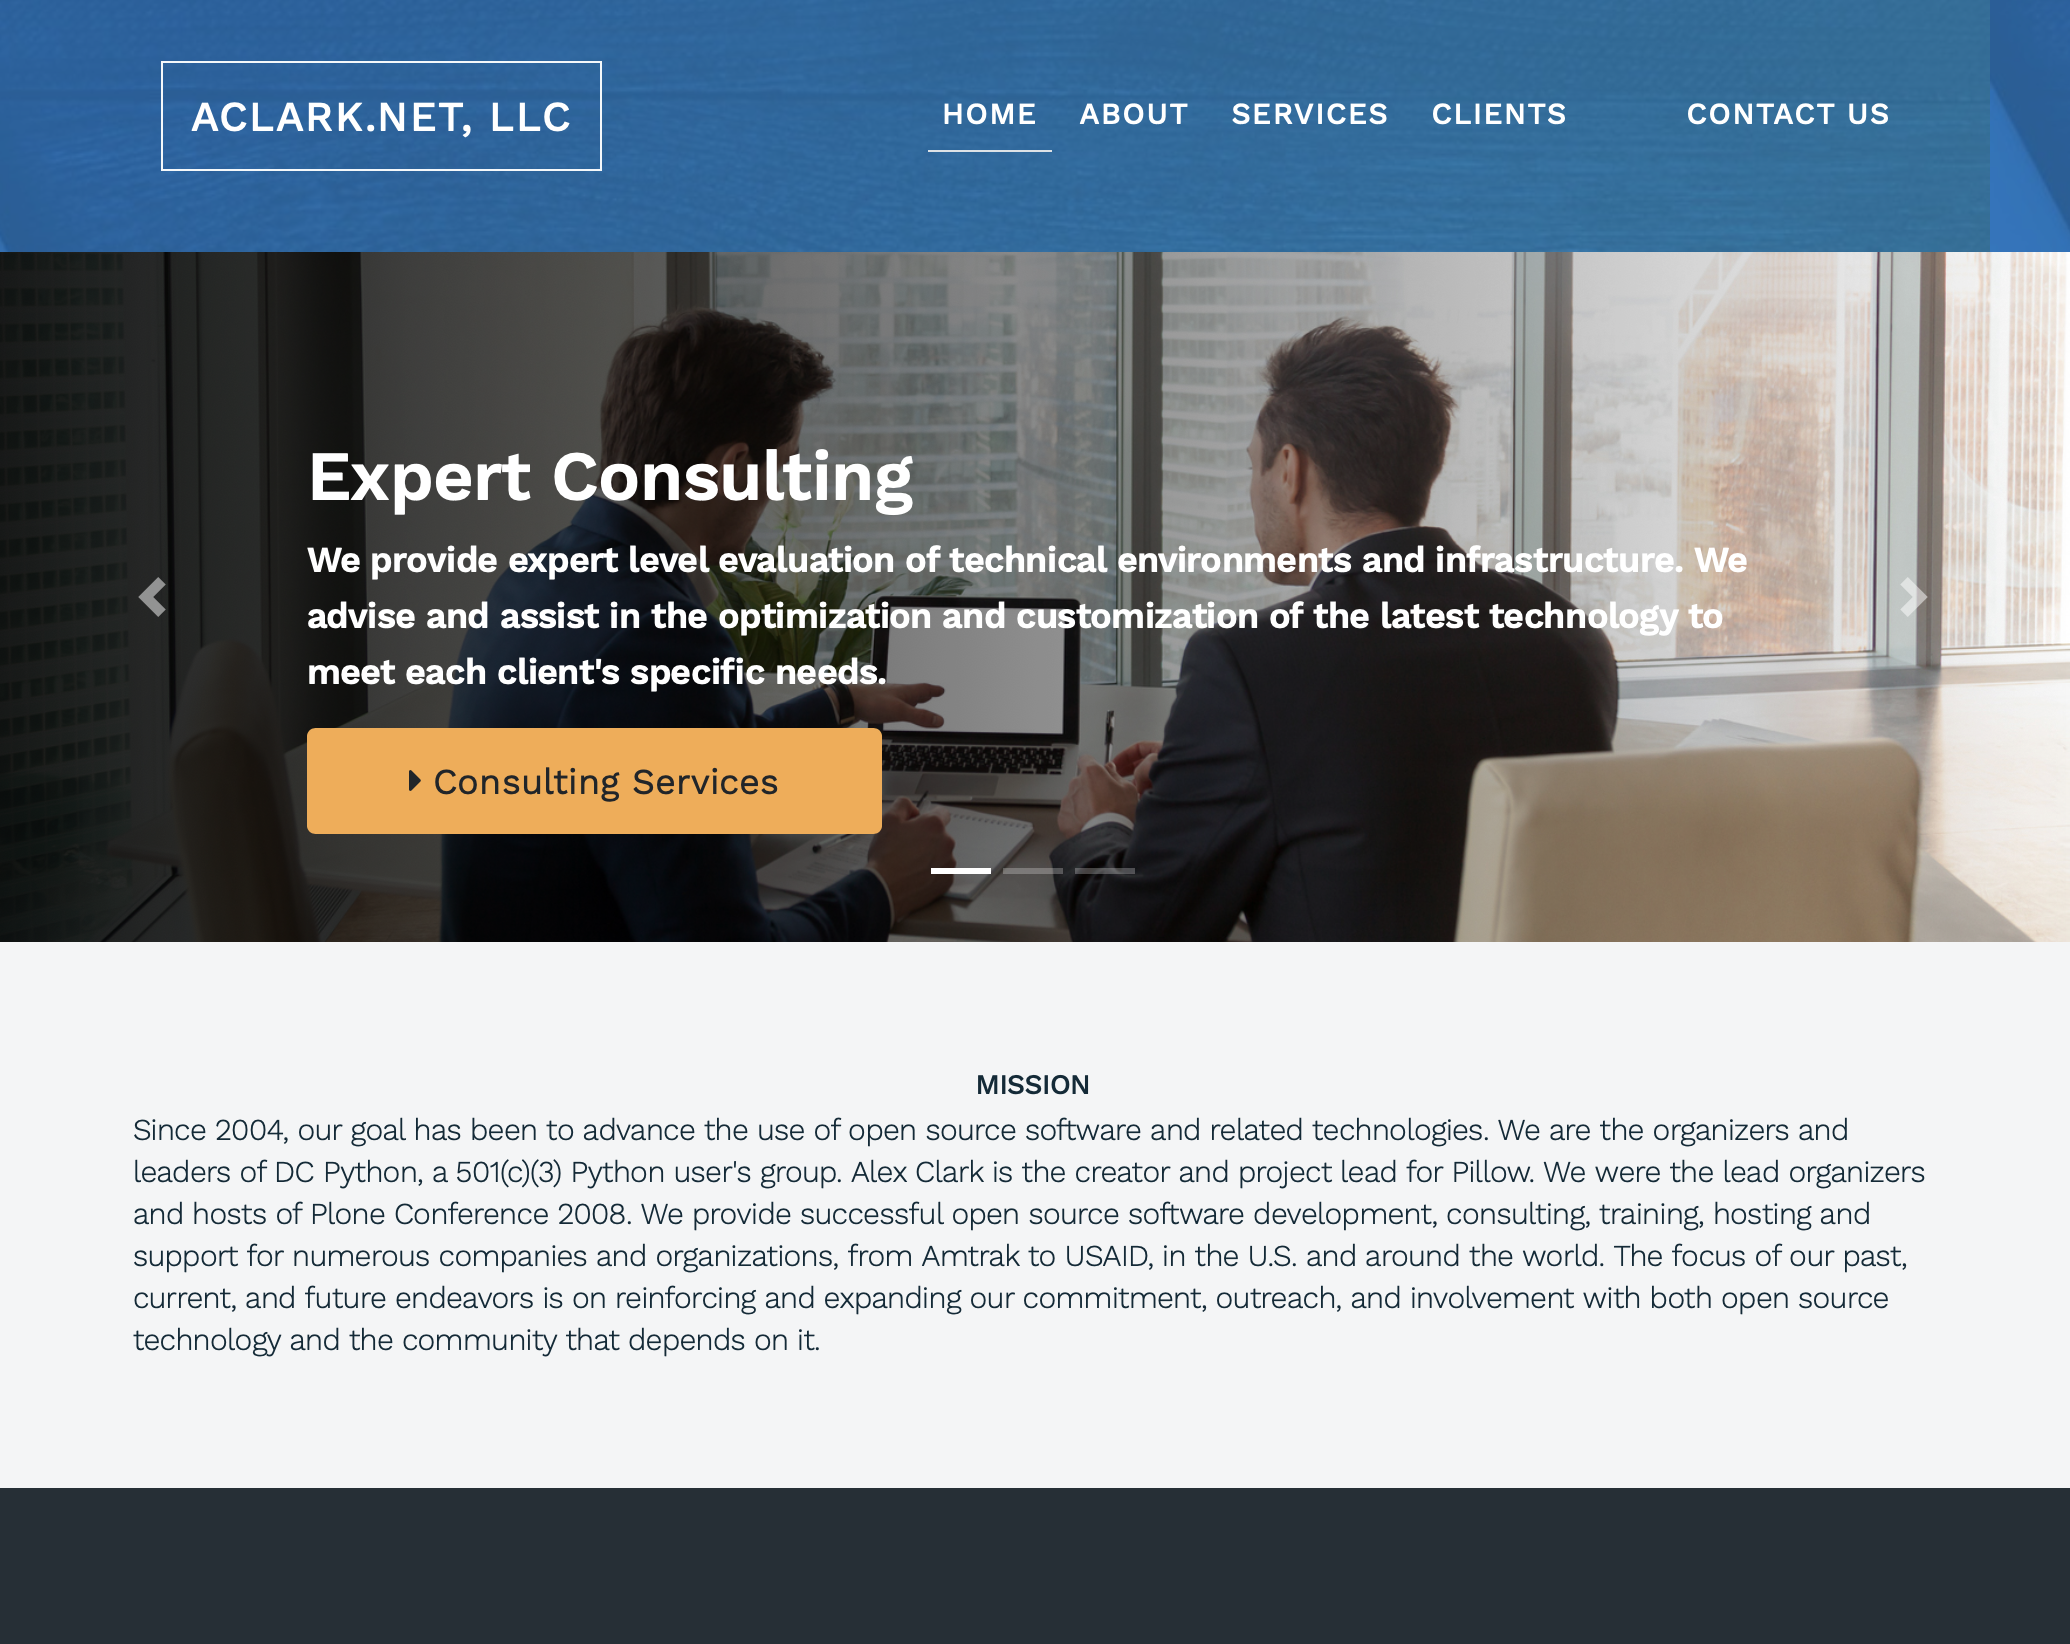 ACLARK.NET, LLC
HOME ABOUT SERVICES CLIENTS CONTACT US
Expert Consulting
We provide expert level evaluation of technical environments and infrastructure. We
advise and assist in the optimization and customization of the latest technology to
meet each client's specific needs.
Consulting Services
MISSION
Since 2004, our goal has been to advance the use of open source software and related technologies. We are the organizers and
leaders of DC Python, a 501(c)(3) Python user's group. Alex Clark is the creator and project lead for Pillow. We were the lead organizers
and hosts of Plone Conference 2008. We provide successful open source software development, consulting, training, hosting and
support for numerous companies and organizations, from Amtrak to USAID, in the U.S. and around the world. The focus of our past,
current, and future endeavors is on reinforcing and expanding our commitment, outreach, and involvement with both open source
technology and the community that depends on it.